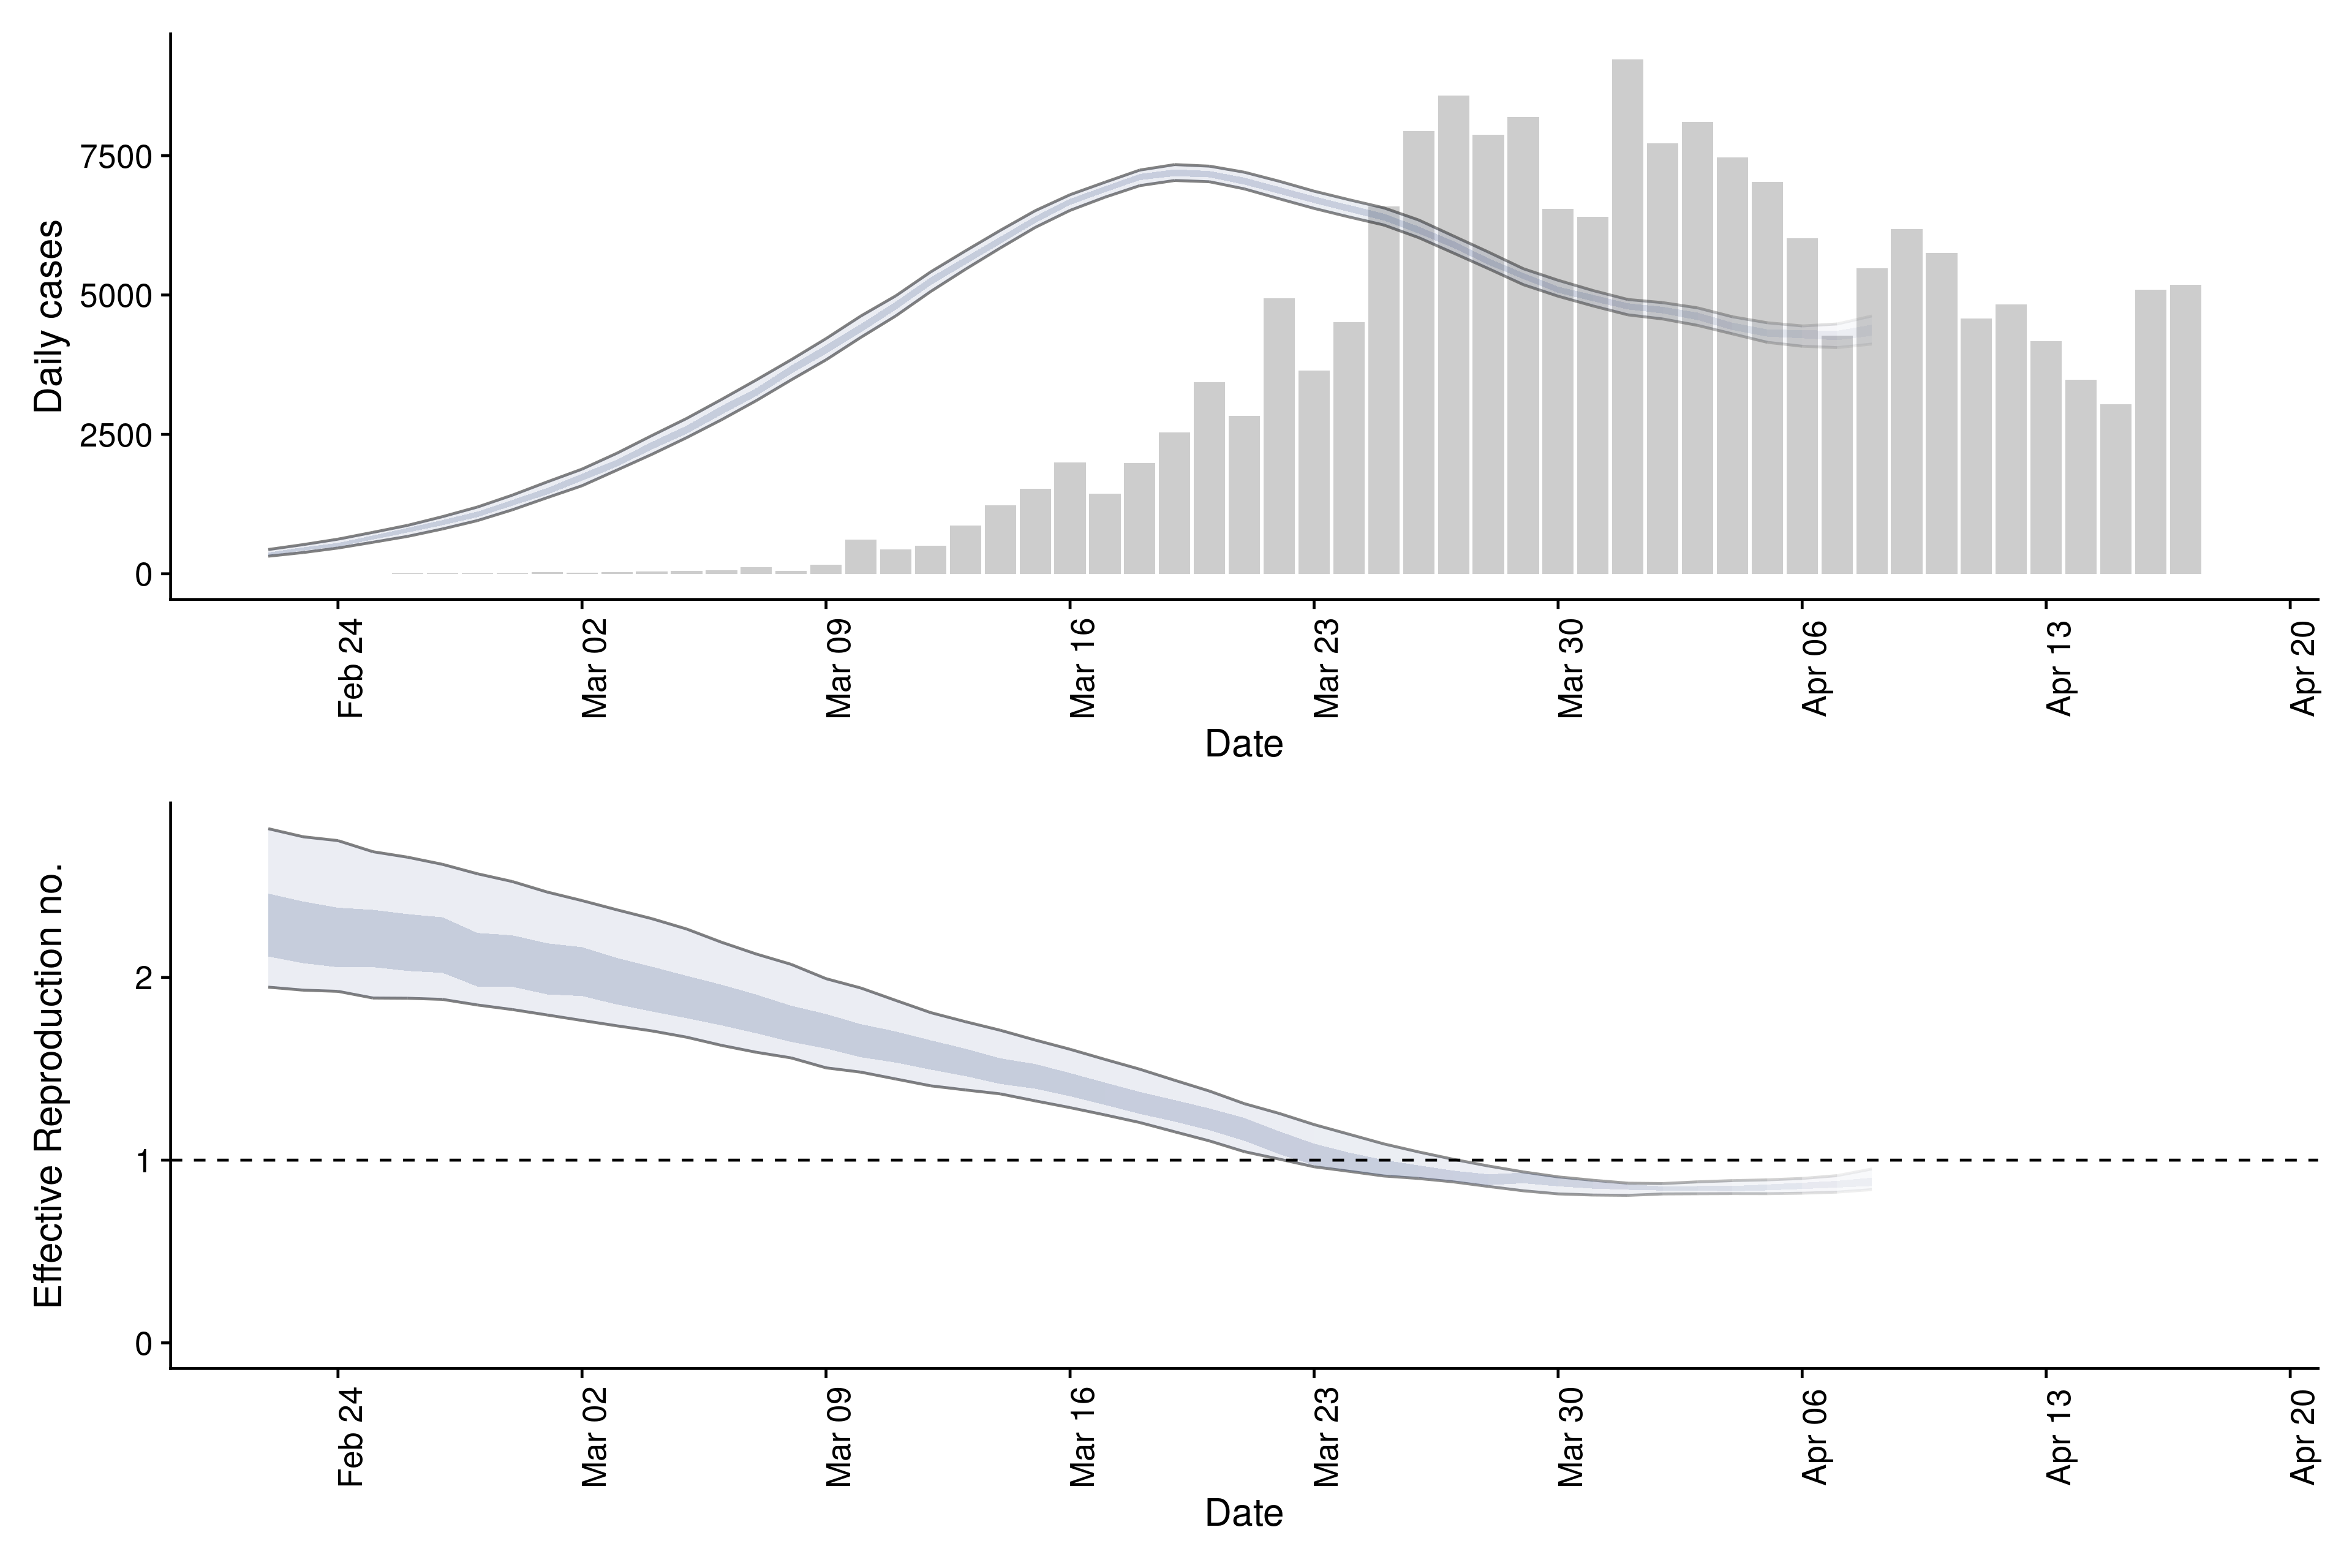 Daily cases
7500
5000
2500
0
Feb 24
Mar 02
Mar 09
Mar 16
Mar 23
Mar 30
Apr 06
Apr 13
Apr 20
Date
Effective Reproduction no.
2
1
0
Feb 24
Mar 02
Mar 09
Mar 16
Mar 23
Mar 30
Apr 06
Apr 13
Apr 20
Date